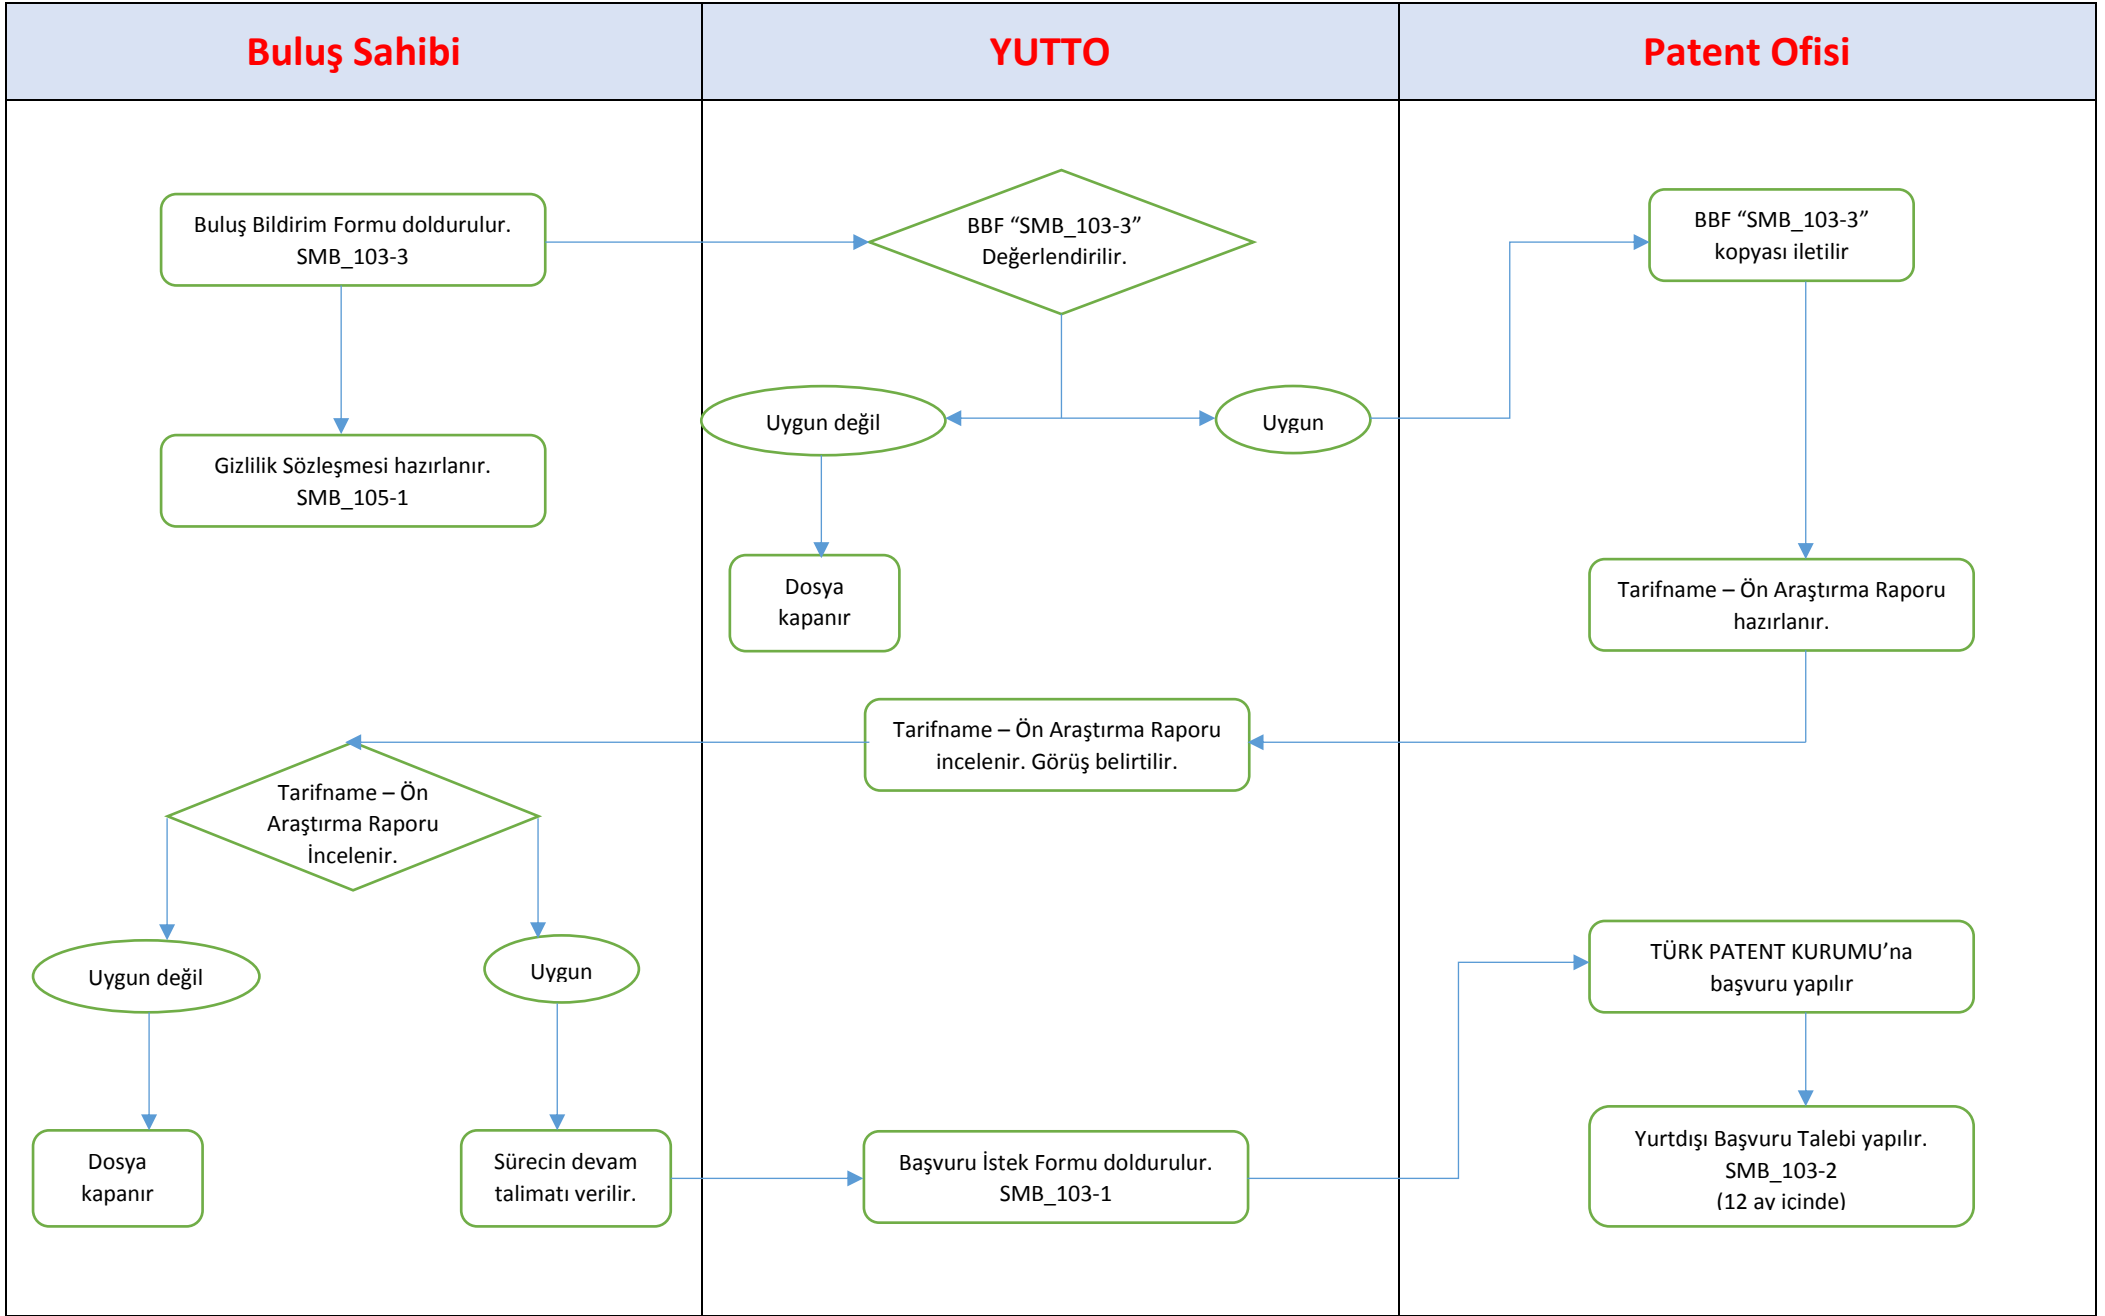 Buluş Sahibi
YUTTO
Patent Ofisi
Buluş Bildirim Formu doldurulur.
SMB_103-3
BBF “SMB_103-3”
Değerlendirilir.
BBF “SMB_103-3”
kopyası iletilir
Uygun değil
Uygun
Gizlilik Sözleşmesi hazırlanır.
SMB_105-1
Dosya
kapanır
Tarifname – Ön Araştırma Raporu
hazırlanır.
Tarifname – Ön Araştırma Raporu
incelenir. Görüş belirtilir.
Tarifname – Ön
Araştırma Raporu
İncelenir.
Uygun değil
Uygun
TÜRK PATENT KURUMU’na
başvuru yapılır
Dosya
kapanır
Sürecin devam
talimatı verilir.
Başvuru İstek Formu doldurulur.
SMB_103-1
Yurtdışı Başvuru Talebi yapılır.
SMB_103-2
(12 ay içinde)